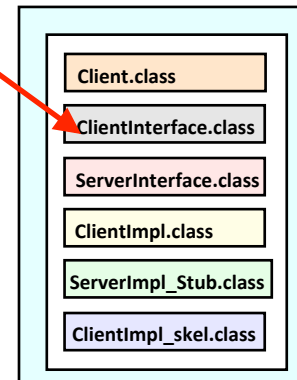 Client.class
ClientInterface.class
ServerInterface.class
ClientImpl.class
ServerImpl_Stub.class
ClientImpl_skel.class